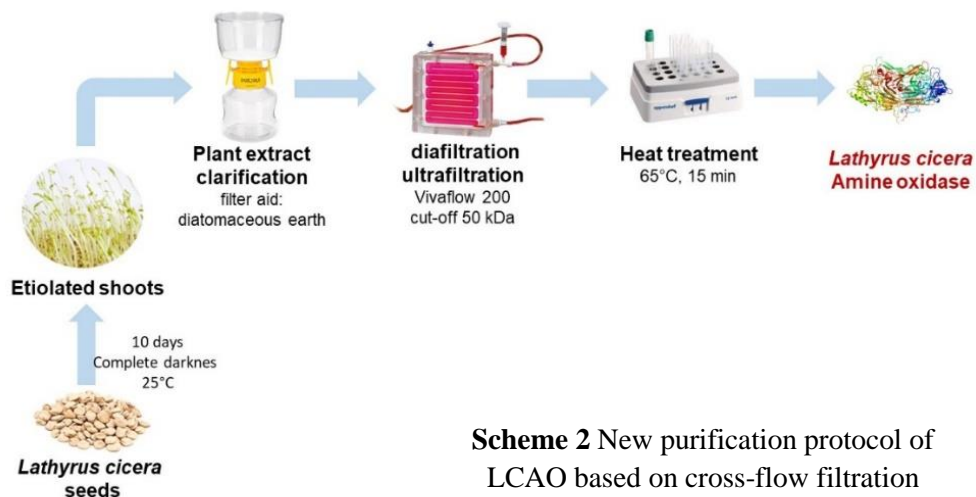 Plant extract
clarification
filter aid:
diatomaceous earth
diafiltration
ultrafiltration
Vivaflow 200
cut-off 50 kDa
Heat treatment
65°C, 15 min
Lathyrus cicera
Amine oxidase
Etiolated shoots
10 days
Complete darknes
25°C
Lathyrus cicera
seeds
Scheme 2 New purification protocol of
LCAO based on cross-flow filtration